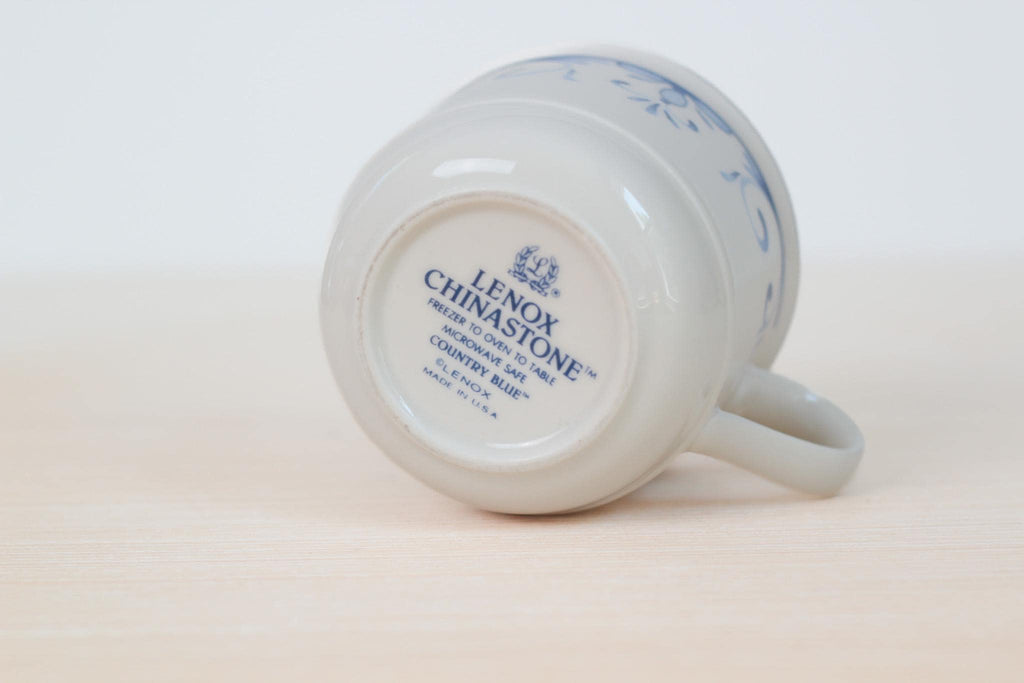 L
®
LENOX
CHINASTONE™
FREEZER TO OVEN TO TABLE
MICROWAVE SAFE
COUNTRY BLUE™
©LENOX
MADE IN U.S.A